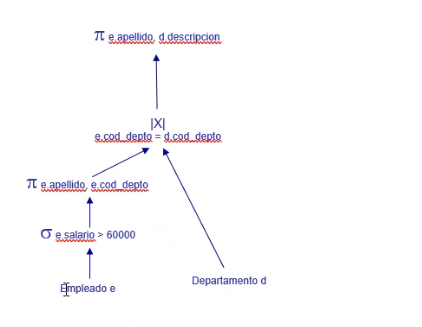 π e.apellido, d.descripcion
|X|
e.cod_depto = d.cod_depto
π e.apellido, e.cod_depto
σ e.salario > 60000
Empleado e
Departamento d